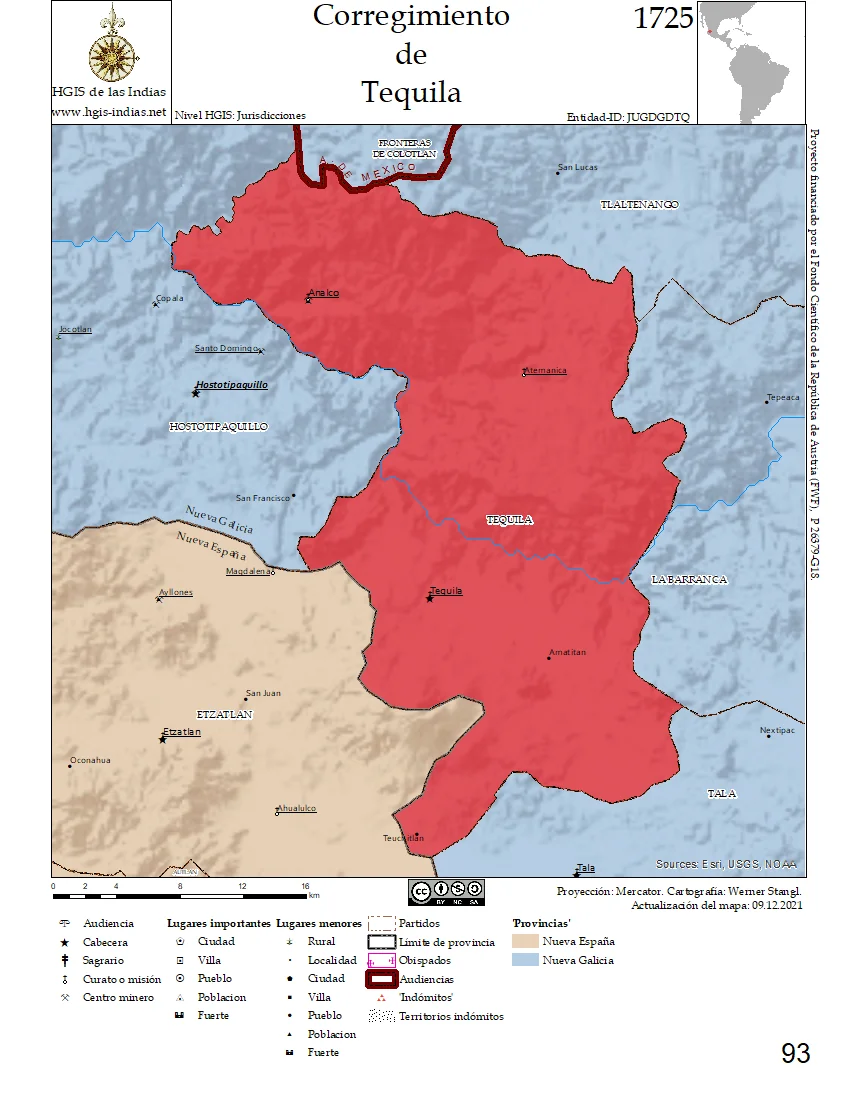 Corregimiento
de
Tequila
1725
HGIS de las Indias
www.hgis-indias.net
Nivel HGIS: Jurisdicciones
Entidad-ID: JUGDGDTQ
FRONTERAS
DE COLOTLAN
A. DE MEXICO
San Lucas
TLALTENANGO
Analco
Copala
Jocotlan
Santo Domingo
Atemanica
Hostotipaquillo
Tepeaca
HOSTOTIPAQUILLO
San Francisco
Nueva Galicia
TEQUILA
Nueva España
Magdalena
LA BARRANCA
Ayllones
Tequila
Amatitan
San Juan
ETZATLAN
Etzatlan
Nextipac
Oconahua
TALA
Ahualulco
Teuchitlan
Tala
Sources: Esri, USGS, NOAA
Proyecto financiado por el Fondo Científico de la República de Austria (FWF), P 26379-G18.
0 2 4 8 12 16
km
CC BY NC SA
Proyección: Mercator. Cartografía: Werner Stangl.
Actualización del mapa: 09.12.2021
Audiencia
Cabecera
Sagrario
Curato o misión
Centro minero
Lugares importantes
Ciudad
Villa
Pueblo
Poblacion
Fuerte
Lugares menores
Rural
Localidad
Ciudad
Villa
Pueblo
Poblacion
Fuerte
Partidos
Límite de provincia
Obispados
Audiencias
'Indómitos'
Territorios indómitos
'Provincias'
Nueva España
Nueva Galicia
93